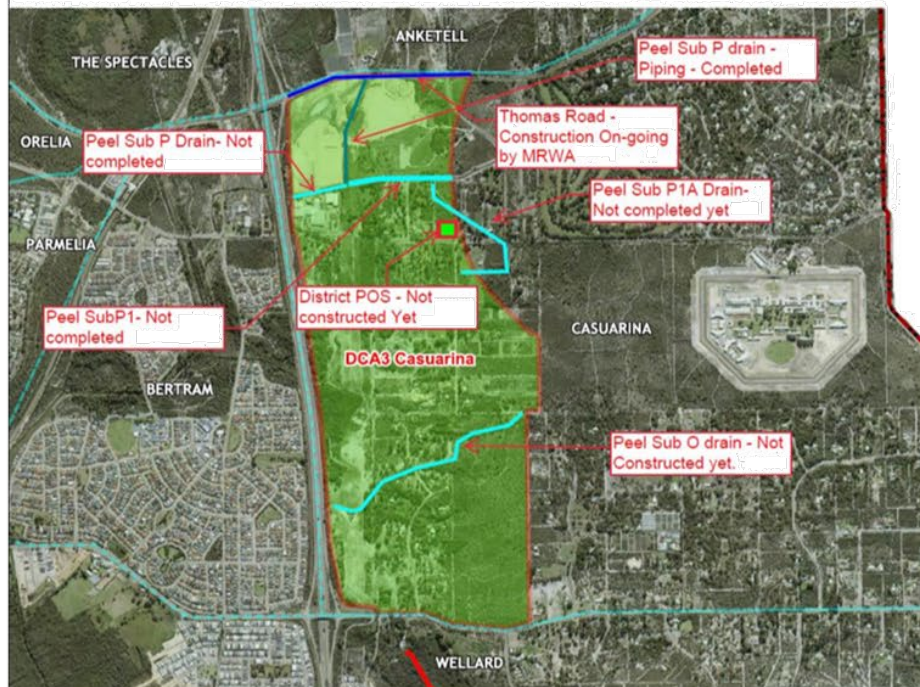 ANKETELL
THE SPECTACLES
Peel Sub P drain -
Piping - Completed
Thomas Road -
Construction On-going
by MRWA
ORELIA
Peel Sub P Drain- Not
completed
Peel Sub P1A Drain-
Not completed yet
PARMELIA
District POS - Not
constructed Yet
Peel SubP1- Not
completed
CASUARINA
DCA3 Casuarina
BERTRAM
Peel Sub O drain - Not
Constructed yet.
WELLARD